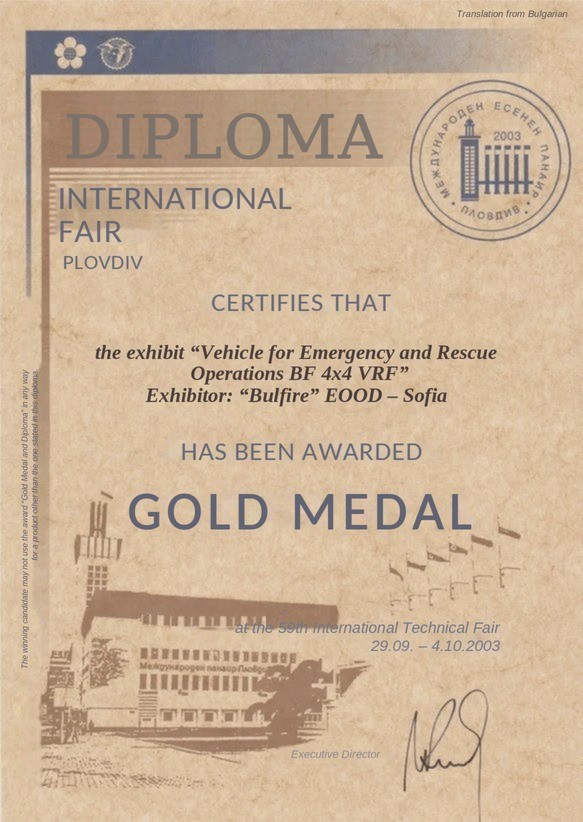 Translation from Bulgarian
DIPLOMA
МЕЖДУНАРОДЕН ЕСЕНЕН ПАНАИР
2003
• ПЛОВДИВ •
INTERNATIONAL
FAIR
PLOVDIV
CERTIFIES THAT
the exhibit “Vehicle for Emergency and Rescue
Operations BF 4x4 VRF”
Exhibitor: “Bulfire” EOOD – Sofia
HAS BEEN AWARDED
GOLD MEDAL
at the 59th International Technical Fair
29.09. – 4.10.2003
Международен панаир-Пловдив
Executive Director
The winning candidate may not use the award “Gold Medal and Diploma” in any way
for a product other than the one stated in this diploma.